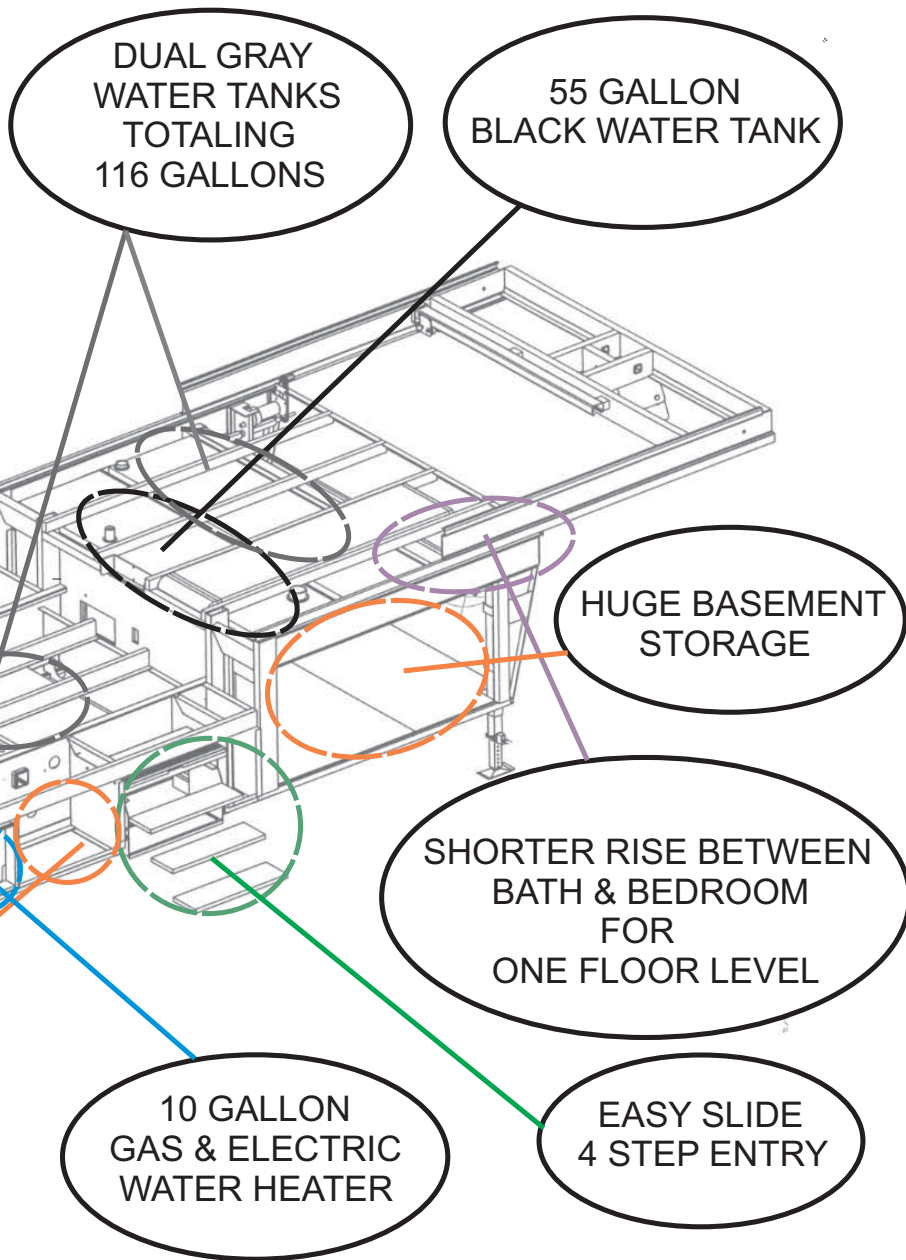 DUAL GRAY
WATER TANKS
TOTALING
116 GALLONS
55 GALLON
BLACK WATER TANK
HUGE BASEMENT
STORAGE
SHORTER RISE BETWEEN
BATH & BEDROOM
FOR
ONE FLOOR LEVEL
10 GALLON
GAS & ELECTRIC
WATER HEATER
EASY SLIDE
4 STEP ENTRY